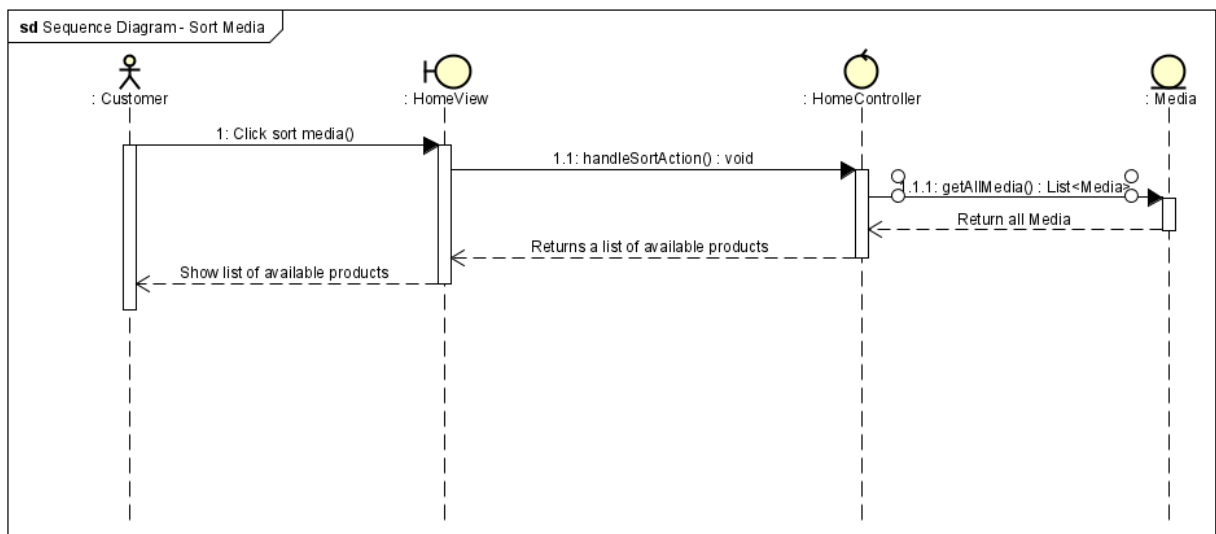 sd Sequence Diagram - Sort Media
: Customer
: HomeView
: HomeController
: Media
1: Click sort media()
1.1: handleSortAction() : void
1.1.1: getAllMedia() : List<Media>
Return all Media
Returns a list of available products
Show list of available products